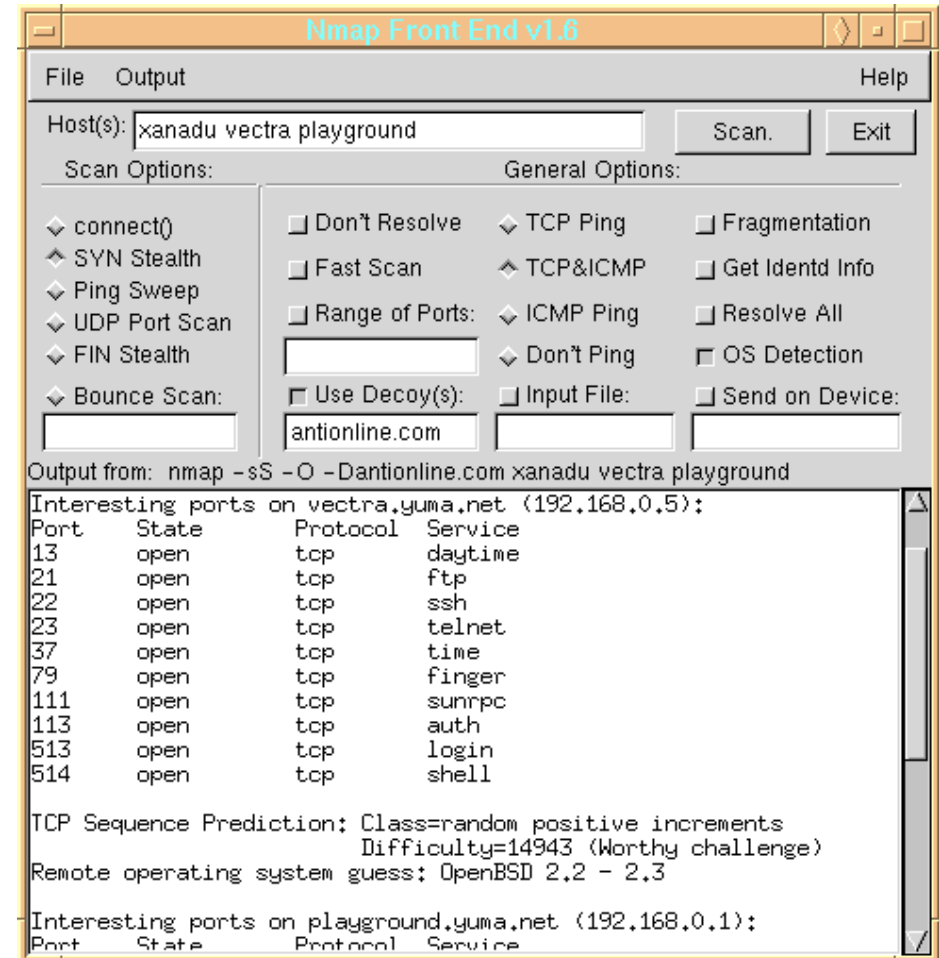 Nmap Front End v1.6
File Output Help
Host(s): xanadu vectra playground Scan. Exit
Scan Options: General Options:
connect() Don't Resolve TCP Ping Fragmentation
SYN Stealth Fast Scan TCP&ICMP Get Identd Info
Ping Sweep Range of Ports: ICMP Ping Resolve All
UDP Port Scan
FIN Stealth Don't Ping OS Detection
Bounce Scan: Use Decoy(s): Input File: Send on Device:
antionline.com
Output from: nmap -sS -O -Dantionline.com xanadu vectra playground
Interesting ports on vectra.yuma.net (192.168.0.5):
Port State Protocol Service
13 open tcp daytime
21 open tcp ftp
22 open tcp ssh
23 open tcp telnet
37 open tcp time
79 open tcp finger
111 open tcp sunrpc
113 open tcp auth
513 open tcp login
514 open tcp shell
TCP Sequence Prediction: Class=random positive increments
Difficulty=14943 (Worthy challenge)
Remote operating system guess: OpenBSD 2.2 - 2.3
Interesting ports on playground.yuma.net (192.168.0.1):
Port State Protocol Service